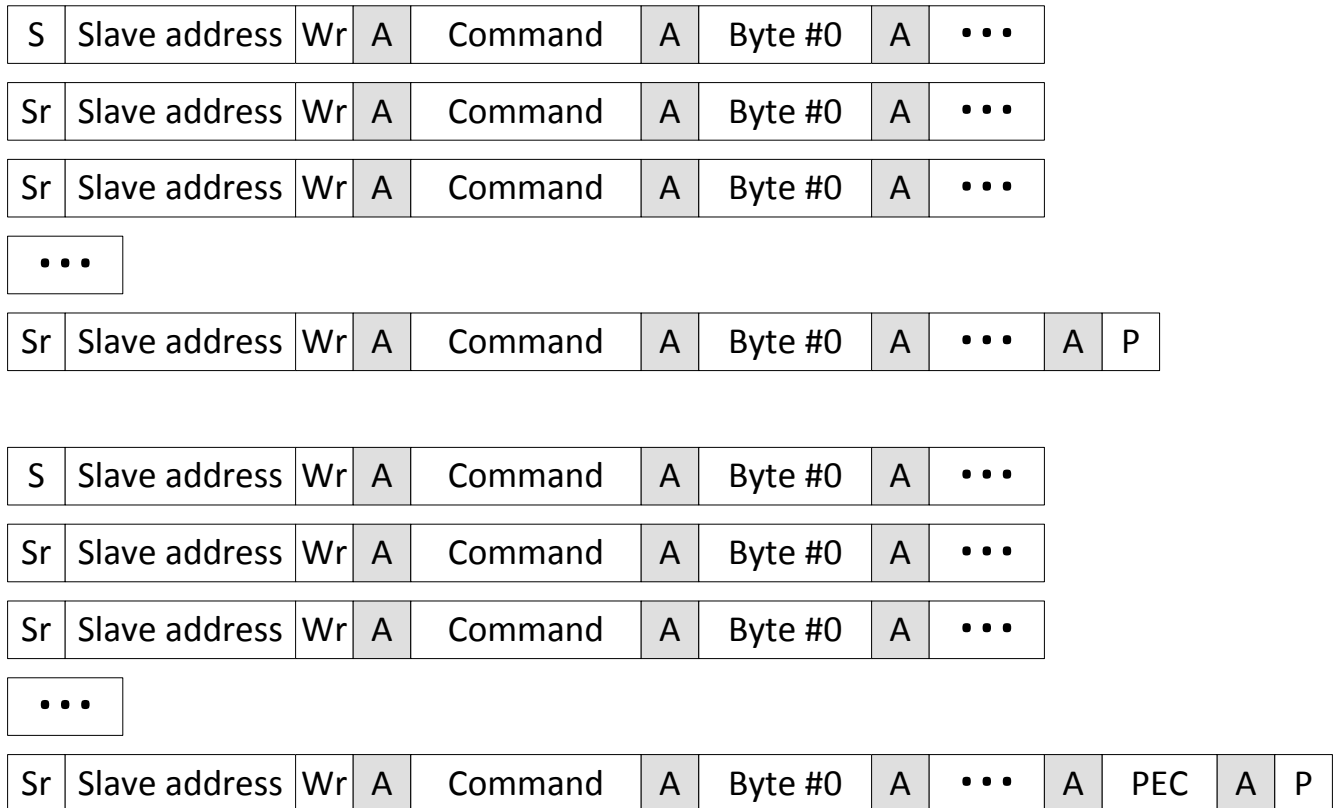 S Slave address Wr A Command A Byte #0 A •••
Sr Slave address Wr A Command A Byte #0 A •••
Sr Slave address Wr A Command A Byte #0 A •••
•••
Sr Slave address Wr A Command A Byte #0 A ••• A P
S Slave address Wr A Command A Byte #0 A •••
Sr Slave address Wr A Command A Byte #0 A •••
Sr Slave address Wr A Command A Byte #0 A •••
•••
Sr Slave address Wr A Command A Byte #0 A ••• A PEC A P